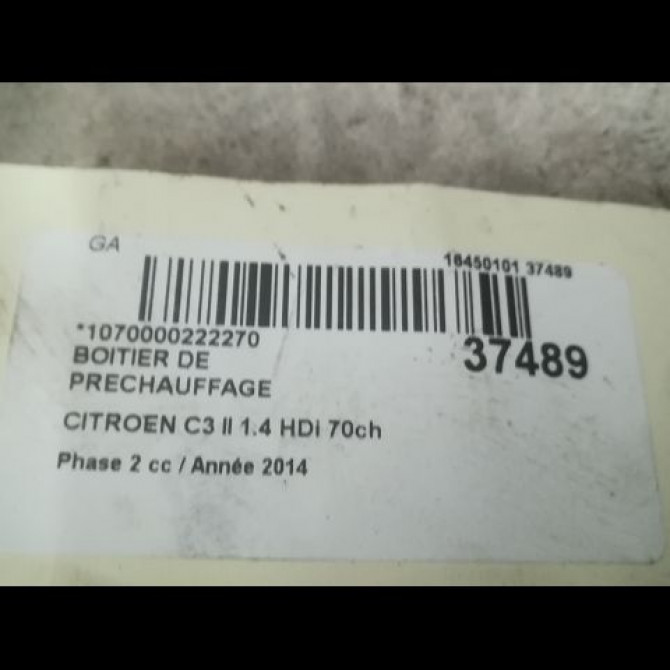 GA
16450101 37489
*1070000222270
37489
BOITIER DE
PRECHAUFFAGE
CITROEN C3 II 1.4 HDi 70ch
Phase 2 cc / Année 2014